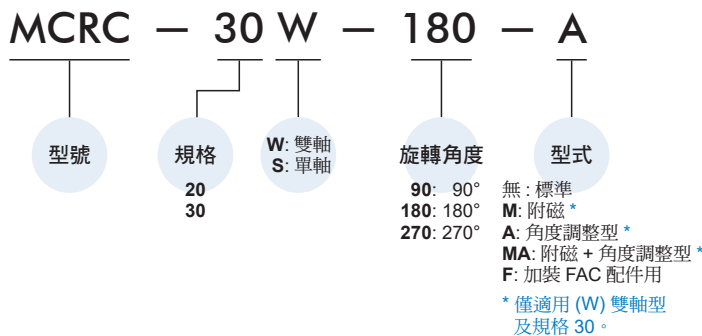 MCRC — 30 W — 180 — A
型號
規格
20
30
W: 雙軸
S: 單軸
旋轉角度
90: 90°
180: 180°
270: 270°
型式
無 : 標準
M: 附磁 *
A: 角度調整型 *
MA: 附磁 + 角度調整型 *
F: 加裝 FAC 配件用
* 僅適用 (W) 雙軸型
及規格 30。